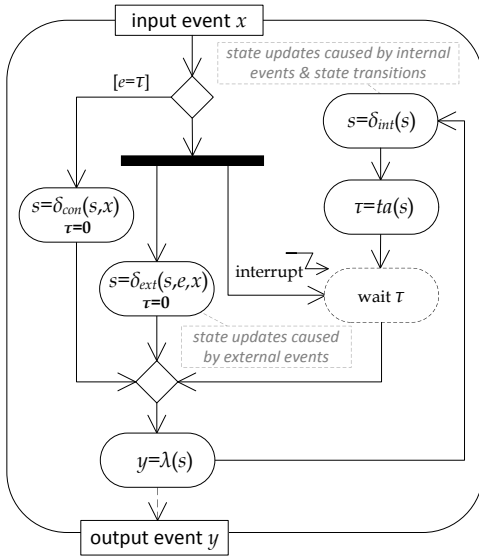 input event x
state updates caused by internal
events & state transitions
[e=τ]
s=δint(s)
s=δcon(s,x)
τ=0
τ=ta(s)
interrupt
s=δext(s,e,x)
τ=0
wait τ
state updates caused
by external events
y=λ(s)
output event y